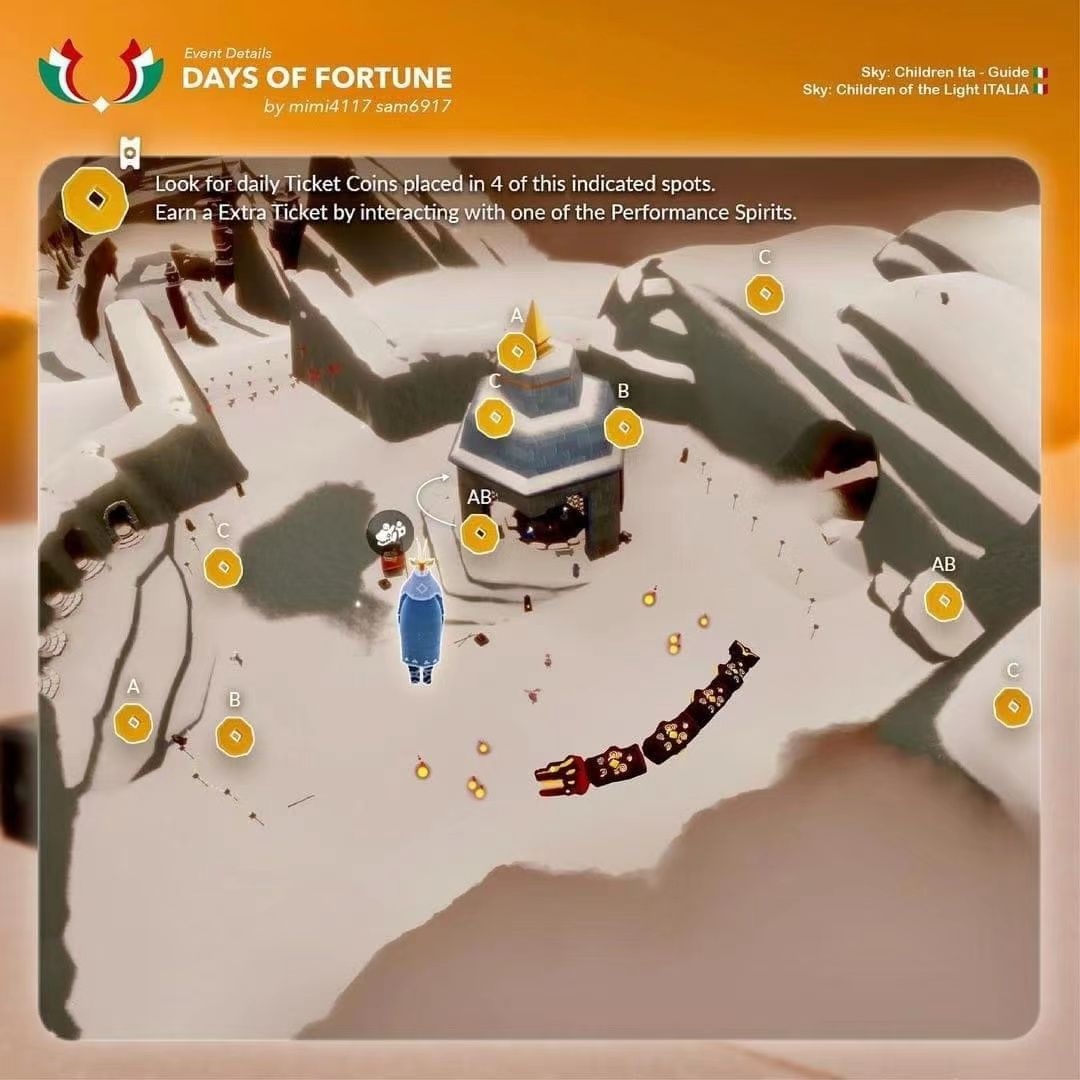 Event Details
DAYS OF FORTUNE
by mimi4117 sam6917
Sky: Children Ita - Guide
Sky: Children of the Light ITALIA
Look for daily Ticket Coins placed in 4 of this indicated spots.
Earn a Extra Ticket by interacting with one of the Performance Spirits.
C
A
C
B
AB
C
AB
C
A
B